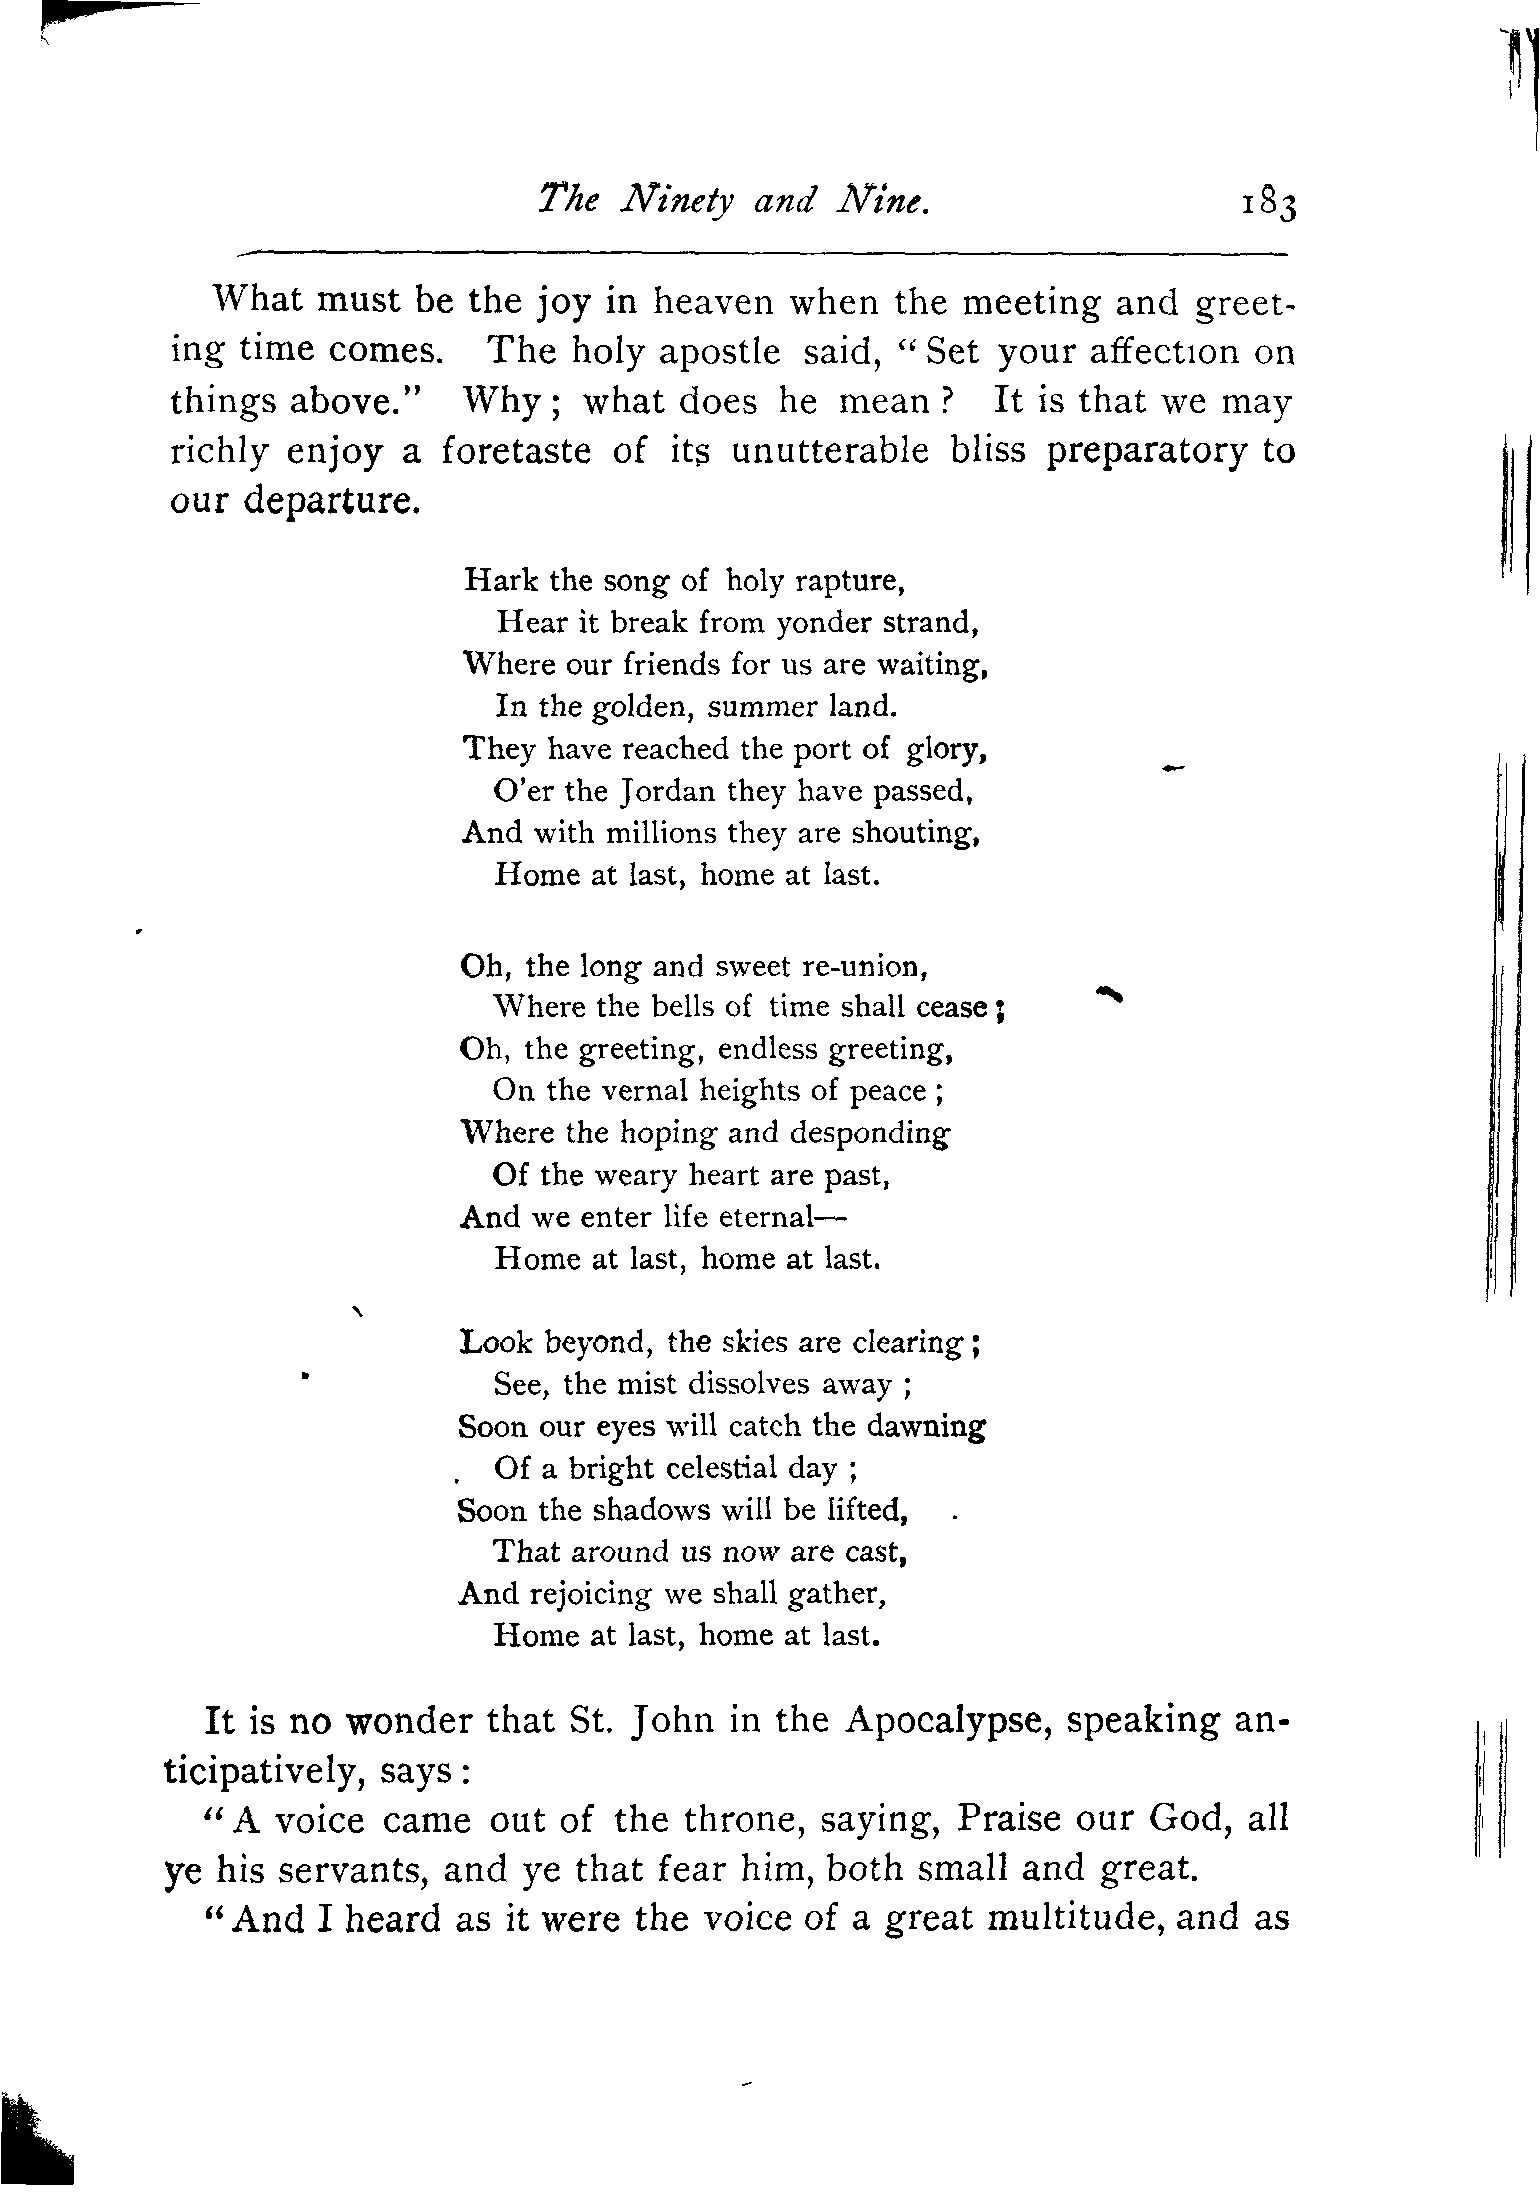 The Ninety and Nine. 183
What must be the joy in heaven when the meeting and greet-
ing time comes. The holy apostle said, "Set your affection on
things above." Why; what does he mean? It is that we may
richly enjoy a foretaste of its unutterable bliss preparatory to
our departure.
Hark the song of holy rapture,
Hear it break from yonder strand,
Where our friends for us are waiting,
In the golden, summer land.
They have reached the port of glory,
O'er the Jordan they have passed,
And with millions they are shouting,
Home at last, home at last.
Oh, the long and sweet re-union,
Where the bells of time shall cease;
Oh, the greeting, endless greeting,
On the vernal heights of peace;
Where the hoping and desponding
Of the weary heart are past,
And we enter life eternal—
Home at last, home at last.
Look beyond, the skies are clearing;
See, the mist dissolves away;
Soon our eyes will catch the dawning
Of a bright celestial day;
Soon the shadows will be lifted,
That around us now are cast,
And rejoicing we shall gather,
Home at last, home at last.
It is no wonder that St. John in the Apocalypse, speaking an-
ticipatively, says:
"A voice came out of the throne, saying, Praise our God, all
ye his servants, and ye that fear him, both small and great.
"And I heard as it were the voice of a great multitude, and as